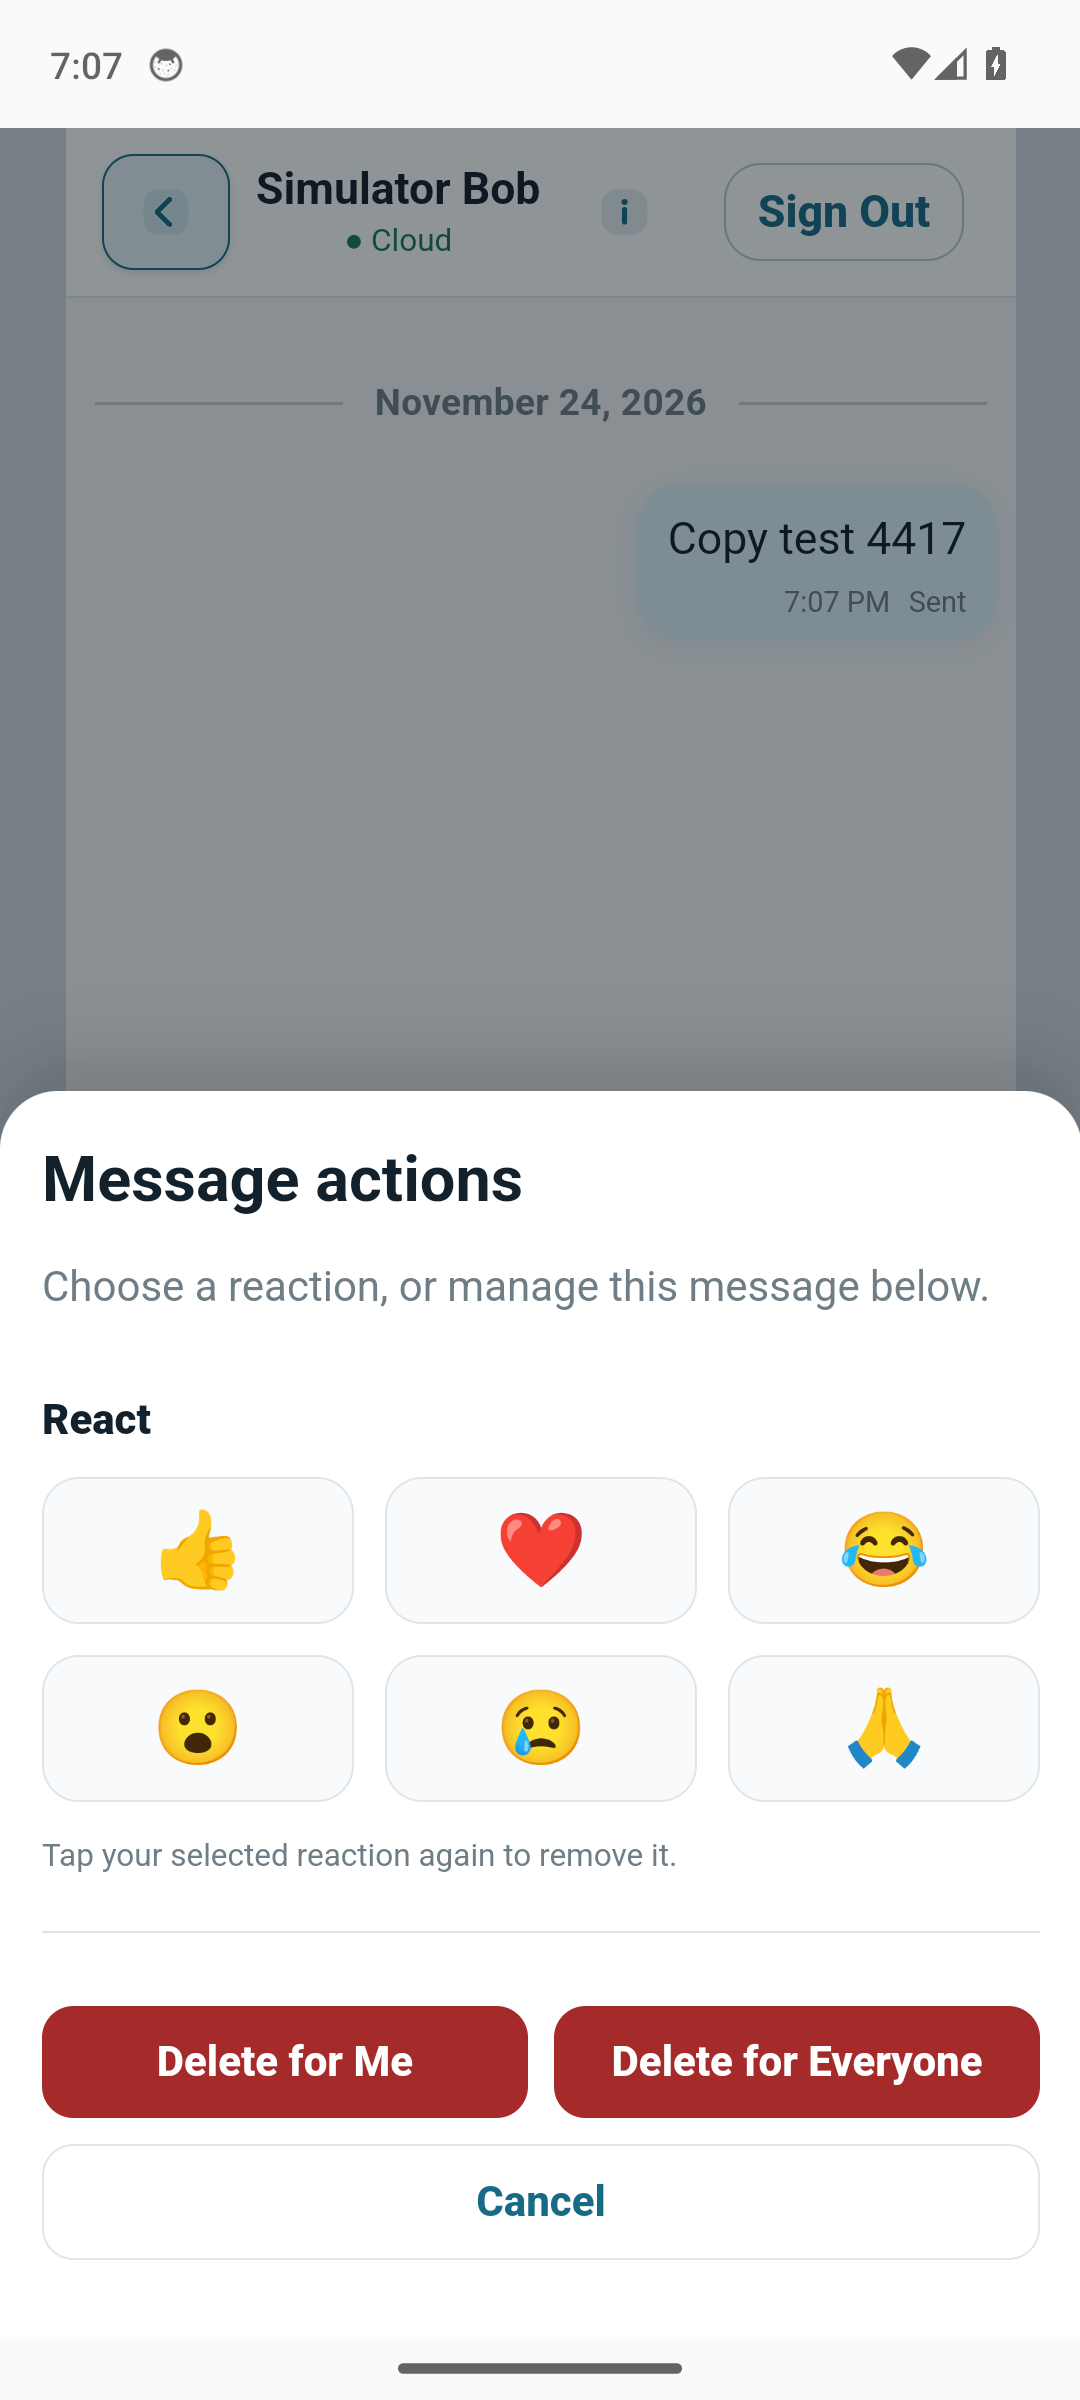 7:07
Simulator Bob
Cloud
Sign Out
November 24, 2026
Copy test 4417
7:07 PM Sent
Message actions
Choose a reaction, or manage this message below.
React
👍 ❤️ 😂
😮 😢 🙏
Tap your selected reaction again to remove it.
Delete for Me
Delete for Everyone
Cancel